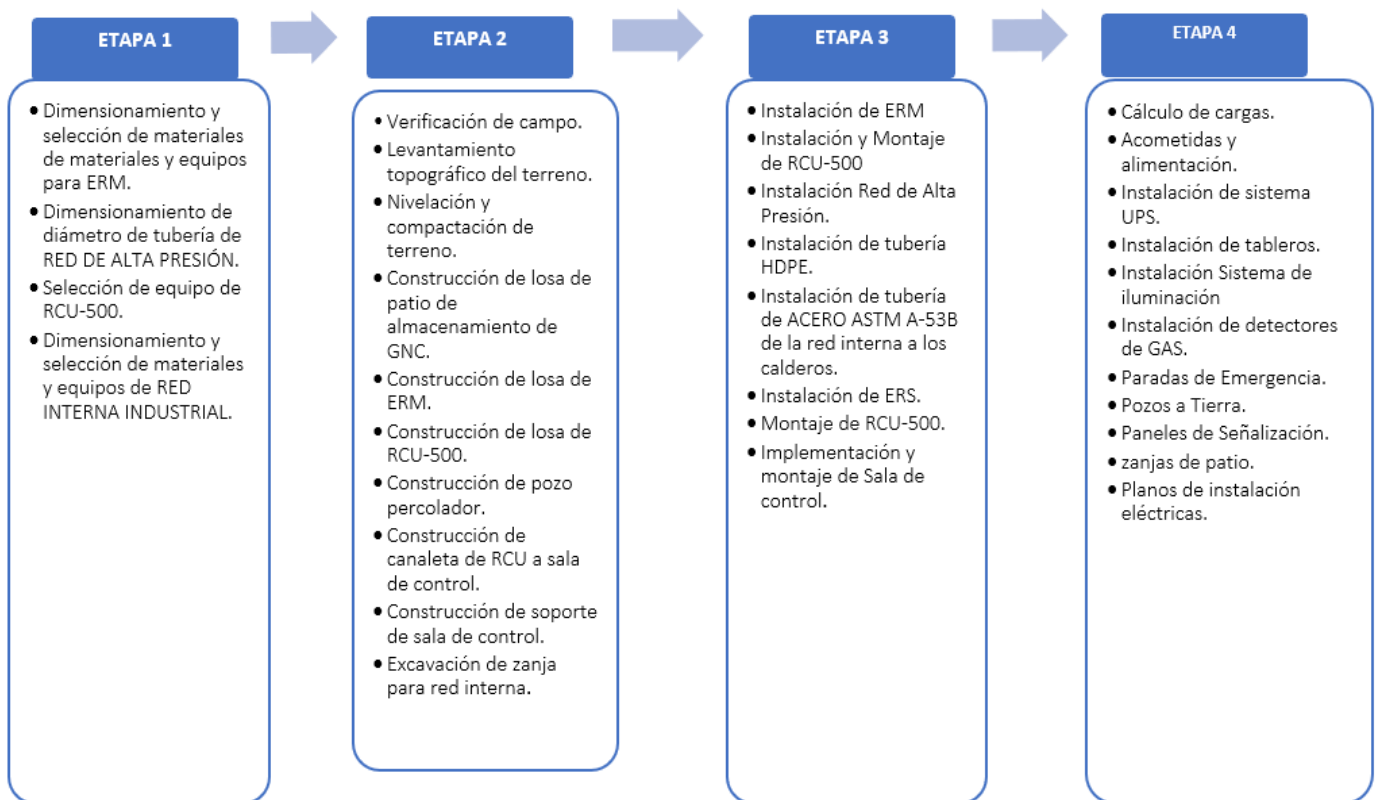 ETAPA 1
Dimensionamiento y
selección de materiales
de materiales y equipos
para ERM.
Dimensionamiento de
diámetro de tubería de
RED DE ALTA PRESIÓN.
Selección de equipo de
RCU-500.
Dimensionamiento y
selección de materiales
y equipos de RED
INTERNA INDUSTRIAL.
ETAPA 2
Verificación de campo.
Levantamiento
topográfico del terreno.
Nivelación y
compactación de
terreno.
Construcción de losa de
patio de
almacenamiento de
GNC.
Construcción de losa de
ERM.
Construcción de losa de
RCU-500.
Construcción de pozo
percolador.
Construcción de
canaleta de RCU a sala
de control.
Construcción de soporte
de sala de control.
Excavación de zanja
para red interna.
ETAPA 3
Instalación de ERM
Instalación y Montaje
de RCU-500
Instalación Red de Alta
Presión.
Instalación de tubería
HDPE.
Instalación de tubería
de ACERO ASTM A-53B
de la red interna a los
calderos.
Instalación de ERS.
Montaje de RCU-500.
Implementación y
montaje de Sala de
control.
ETAPA 4
Cálculo de cargas.
Acometidas y
alimentación.
Instalación de sistema
UPS.
Instalación de tableros.
Instalación Sistema de
iluminación
Instalación de detectores
de GAS.
Paradas de Emergencia.
Pozos a Tierra.
Paneles de Señalización.
zanjas de patio.
Planos de instalación
eléctricas.